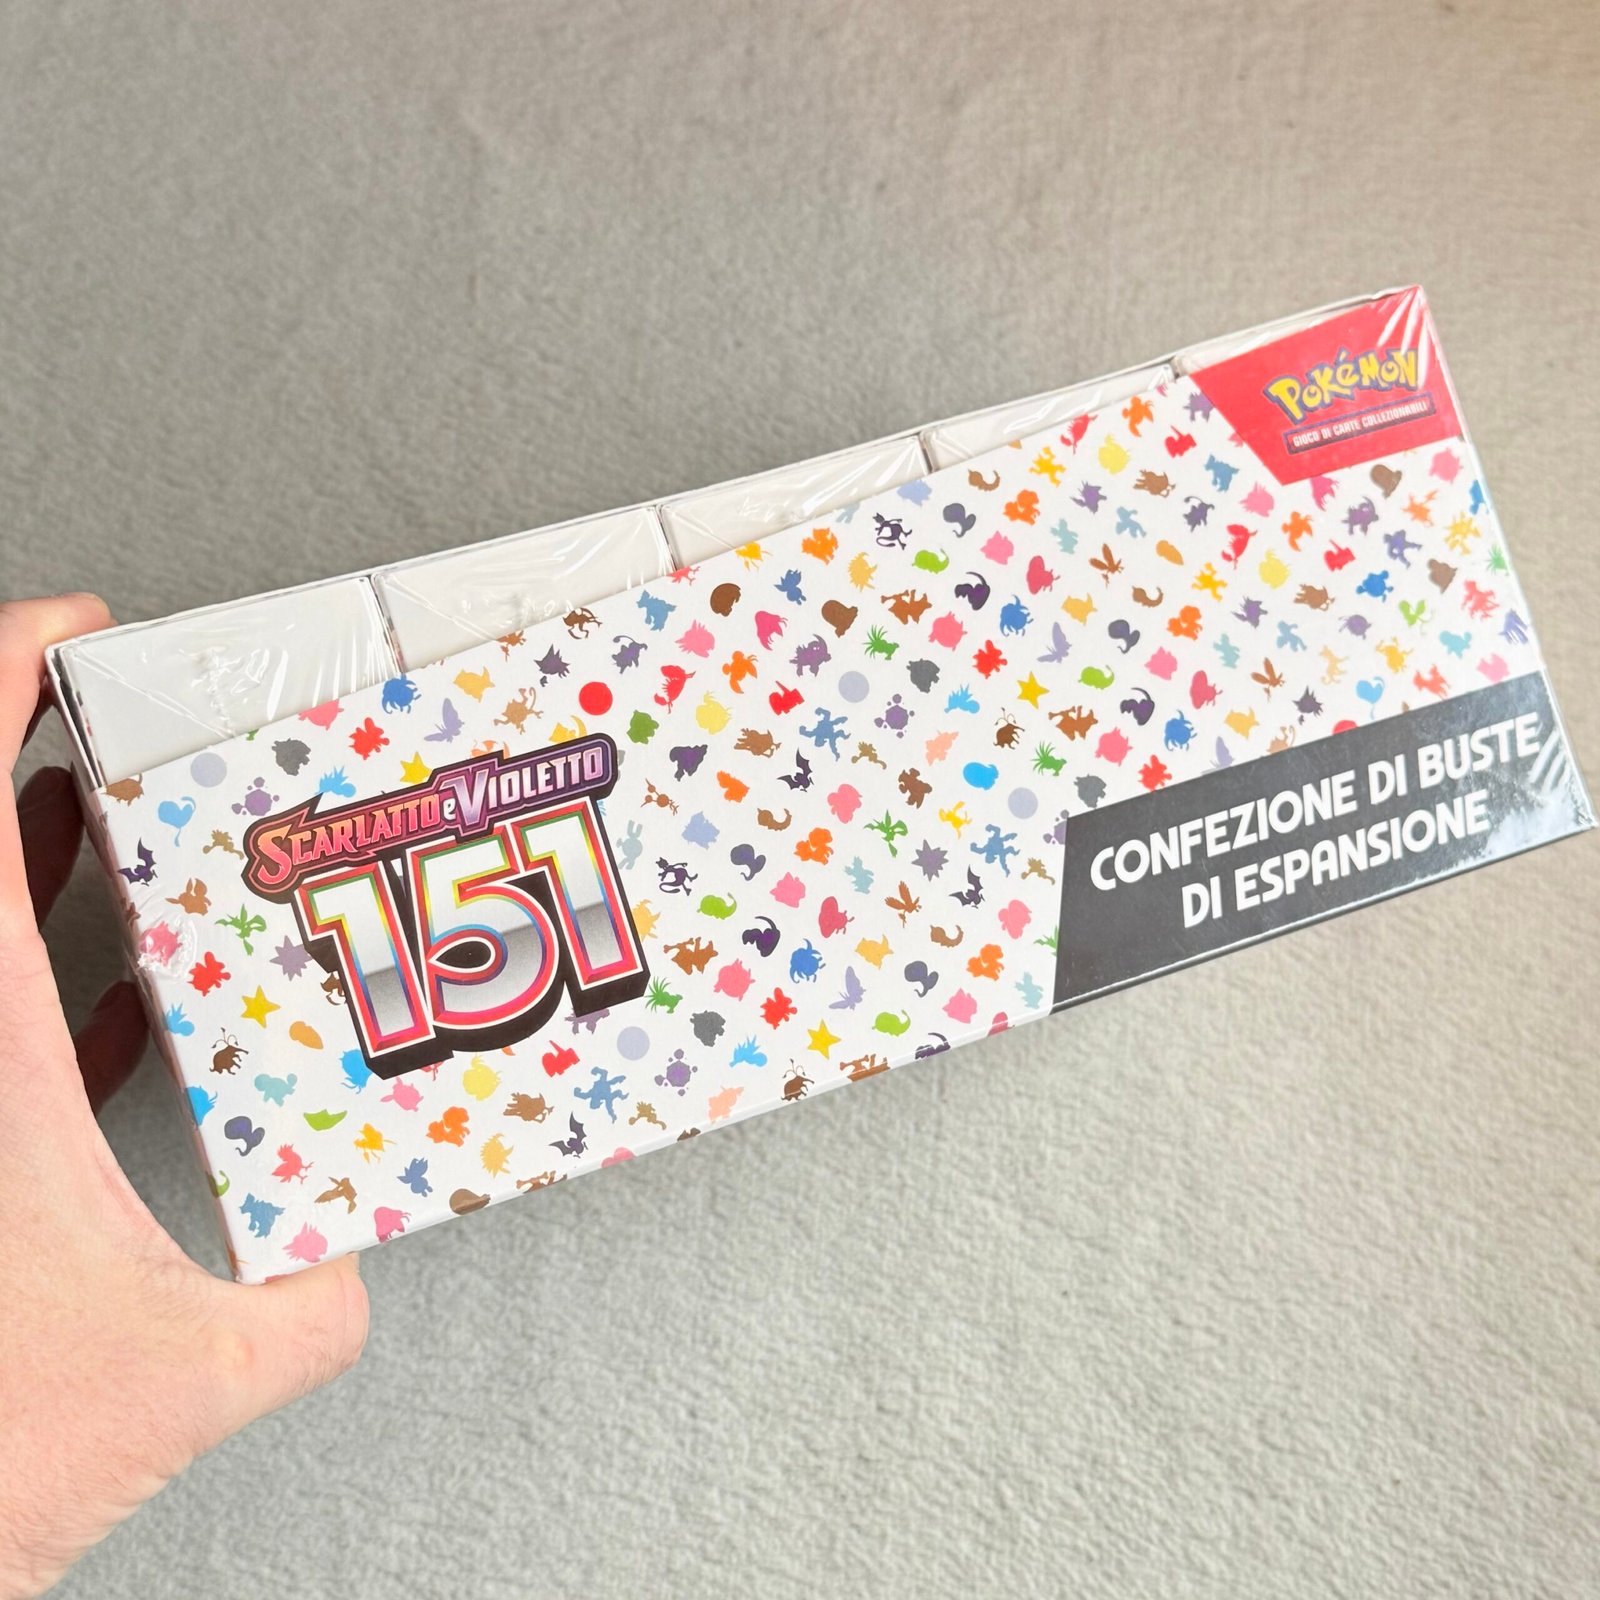 Pokémon
GIOCO DI CARTE COLLEZIONABILI
SCARLATTO e VIOLETTO
151
CONFEZIONE DI BUSTE
DI ESPANSIONE